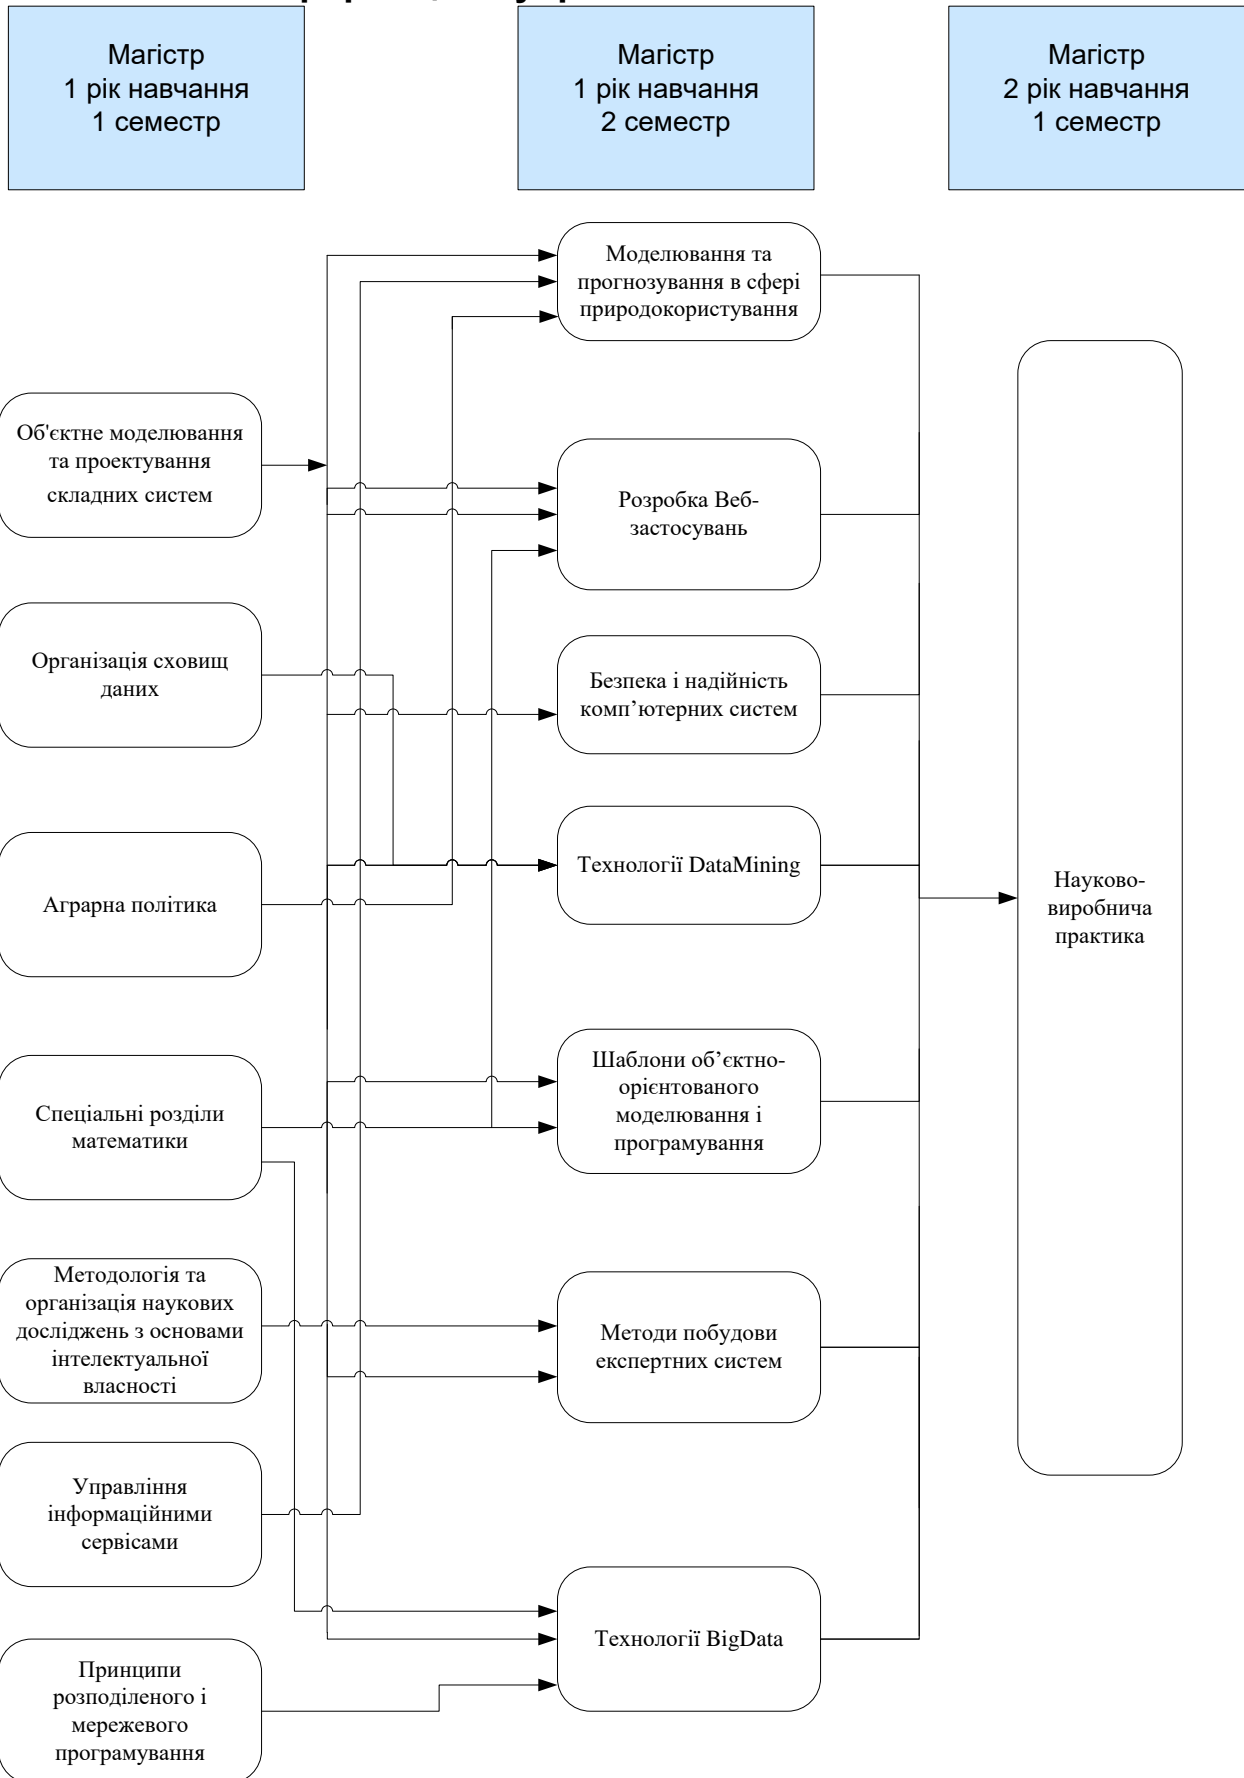 Магістр
1 рік навчання
1 семестр
Магістр
1 рік навчання
2 семестр
Магістр
2 рік навчання
1 семестр
Об'єктне моделювання
та проектування
складних систем
Організація сховищ
даних
Аграрна політика
Спеціальні розділи
математики
Методологія та
організація наукових
досліджень з основами
інтелектуальної
власності
Управління
інформаційними
сервісами
Принципи
розподіленого і
мережевого
програмування
Моделювання та
прогнозування в сфері
природокористування
Розробка Веб-
застосувань
Безпека і надійність
комп’ютерних систем
Технології DataMining
Шаблони об’єктно-
орієнтованого
моделювання і
програмування
Методи побудови
експертних систем
Технології BigData
Науково-
виробнича
практика